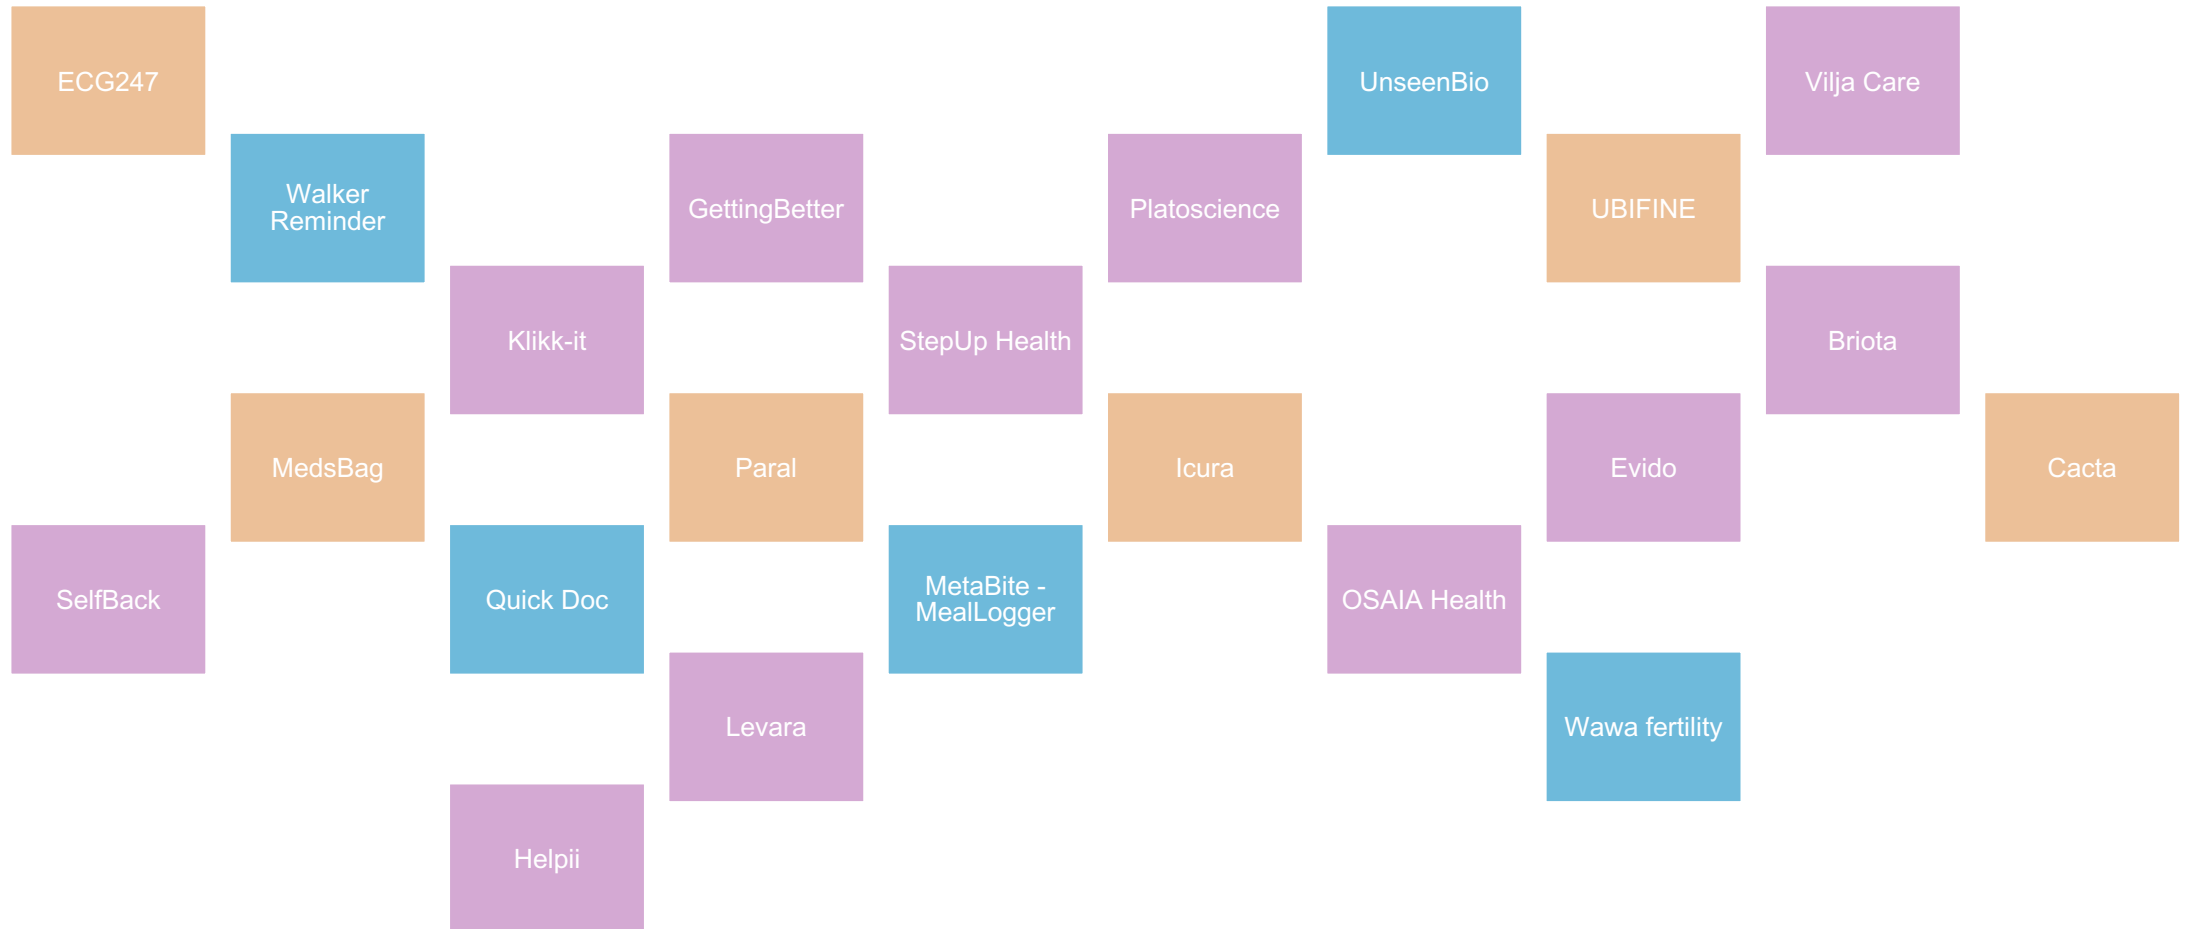 ECG247
UnseenBio
Vilja Care
Walker
Reminder
GettingBetter
Platoscience
UBIFINE
Klikk-it
StepUp Health
Briota
MedsBag
Paral
Icura
Evido
Cacta
SelfBack
Quick Doc
MetaBite -
MealLogger
OSAIA Health
Levara
Wawa fertility
Helpii